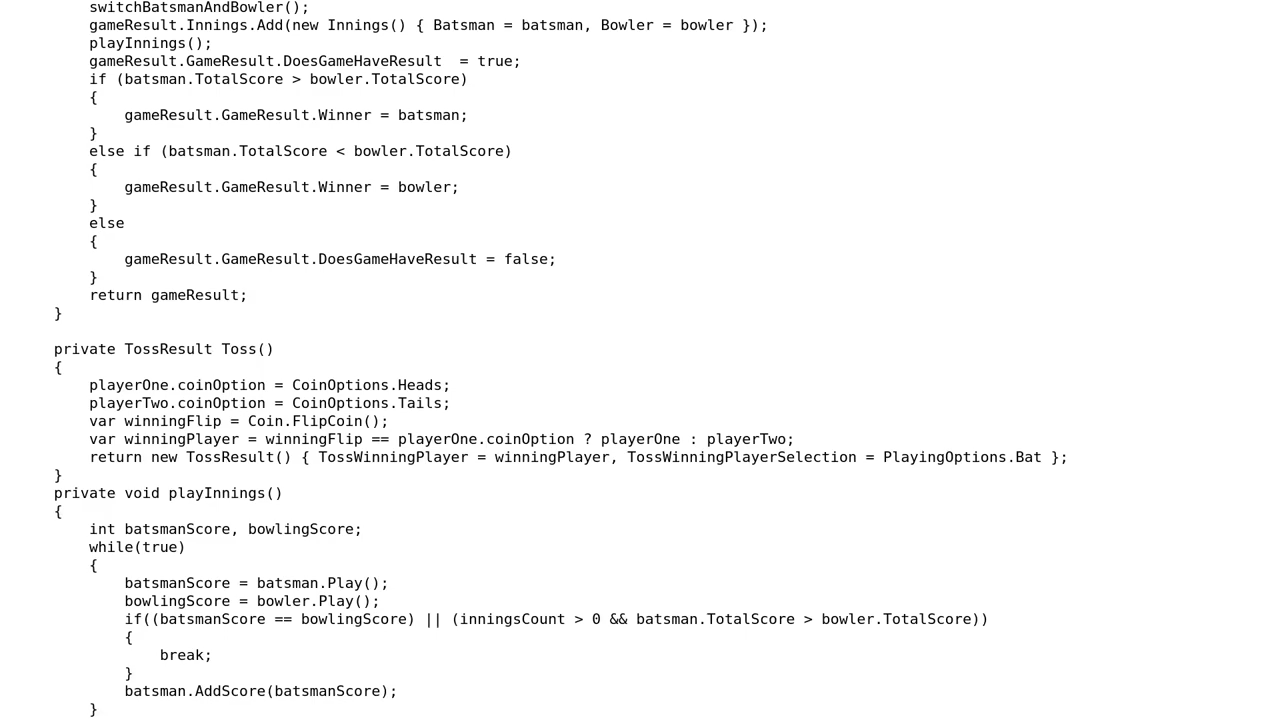 switchBatsmanAndBowler();
gameResult.Innings.Add(new Innings() { Batsman = batsman, Bowler = bowler });
playInnings();
gameResult.GameResult.DoesGameHaveResult  = true;
if (batsman.TotalScore > bowler.TotalScore)
{
gameResult.GameResult.Winner = batsman;
}
else if (batsman.TotalScore < bowler.TotalScore)
{
gameResult.GameResult.Winner = bowler;
}
else
{
gameResult.GameResult.DoesGameHaveResult = false;
}
return gameResult;
}
private TossResult Toss()
{
playerOne.coinOption = CoinOptions.Heads;
playerTwo.coinOption = CoinOptions.Tails;
var winningFlip = Coin.FlipCoin();
var winningPlayer = winningFlip == playerOne.coinOption ? playerOne : playerTwo;
return new TossResult() { TossWinningPlayer = winningPlayer, TossWinningPlayerSelection = PlayingOptions.Bat };
}
private void playInnings()
{
int batsmanScore, bowlingScore;
while(true)
{
batsmanScore = batsman.Play();
bowlingScore = bowler.Play();
if((batsmanScore == bowlingScore) || (inningsCount > 0 && batsman.TotalScore > bowler.TotalScore))
{
break;
}
batsman.AddScore(batsmanScore);
}